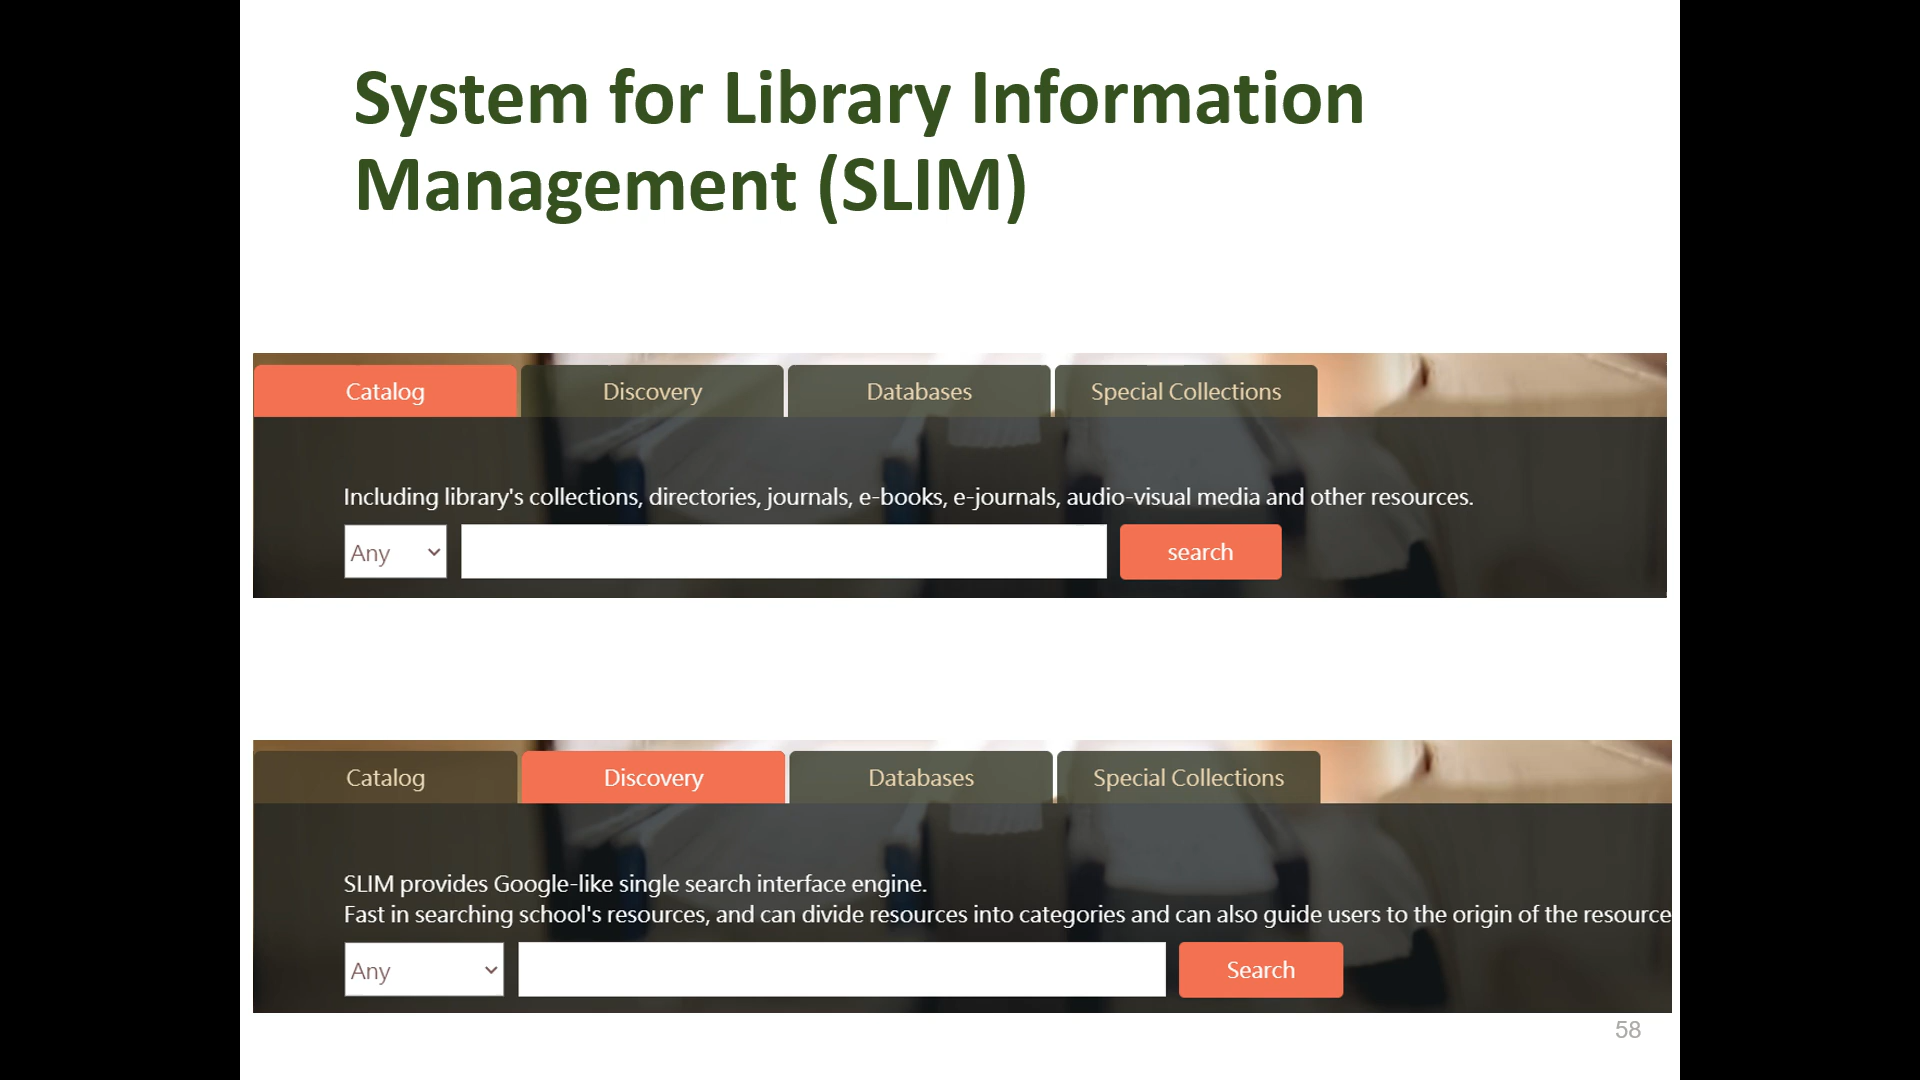 System for Library Information
Management (SLIM)
Catalog
Discovery
Databases
Special Collections
Including library's collections, directories, journals, e-books, e-journals, audio-visual media and other resources.
Any
search
Catalog
Discovery
Databases
Special Collections
SLIM provides Google-like single search interface engine.
Fast in searching school's resources, and can divide resources into categories and can also guide users to the origin of the resource
Any
Search
58